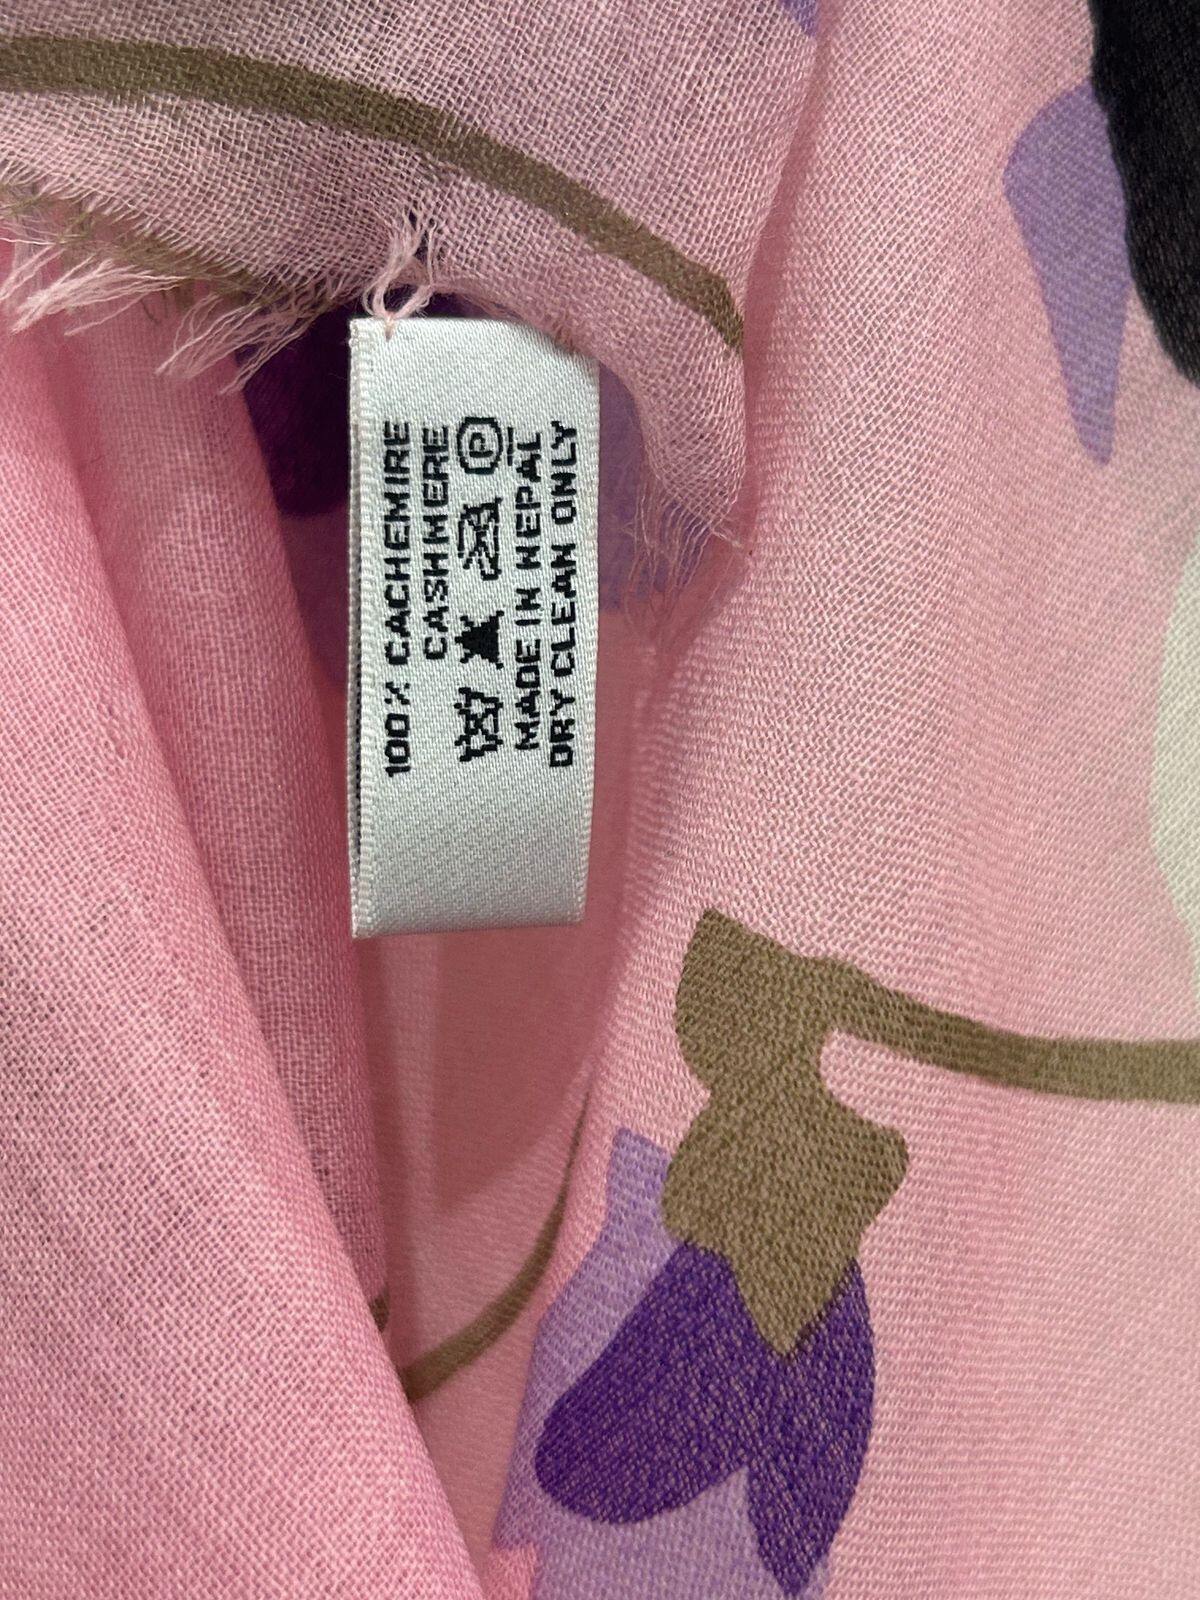 100% CACHEMIRE
CASHMERE
P
MADE IN NEPAL
DRY CLEAN ONLY